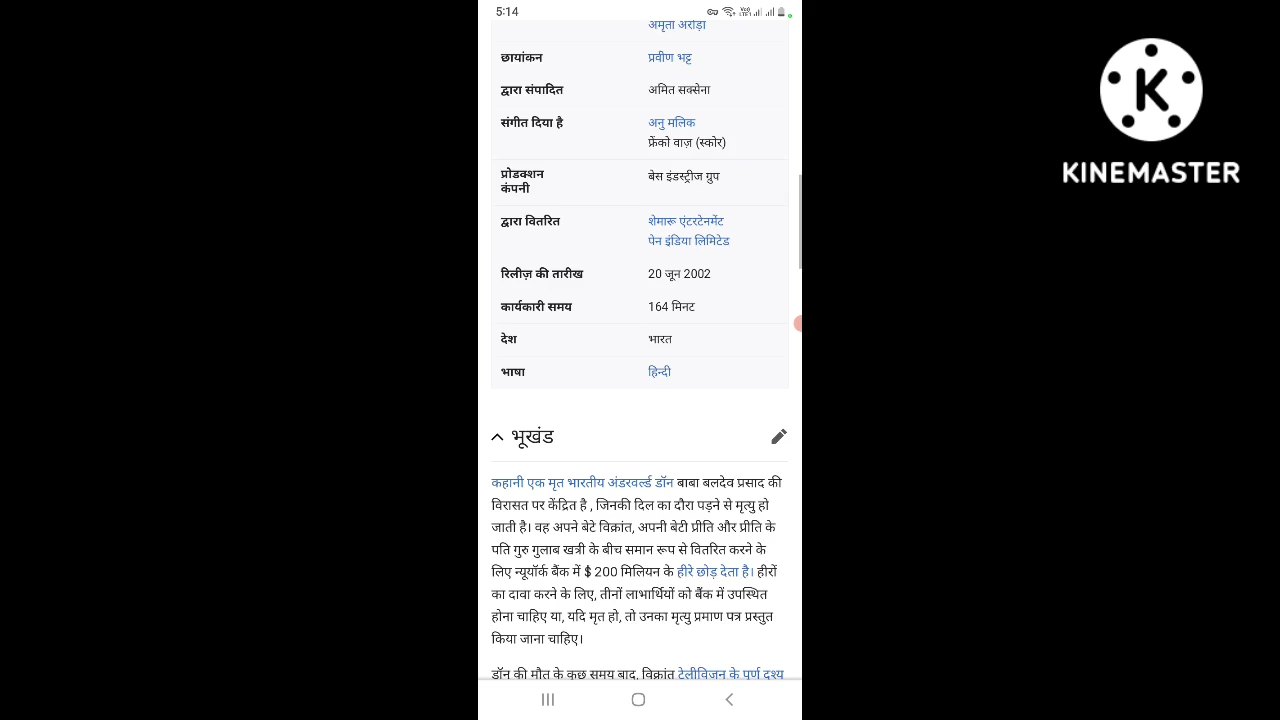 5:14
अमृता अरोड़ा
छायांकन प्रवीण भट्ट
द्वारा संपादित अमित सक्सेना
संगीत दिया है अनु मलिक
फ्रेंको वाज़ (स्कोर)
प्रोडक्शन
कंपनी
बेस इंडस्ट्रीज ग्रुप
द्वारा वितरित शेमारू एंटरटेनमेंट
पेन इंडिया लिमिटेड
रिलीज़ की तारीख 20 जून 2002
कार्यकारी समय 164 मिनट
देश भारत
भाषा हिन्दी
भूखंड
कहानी एक मृत भारतीय अंडरवर्ल्ड डॉन बाबा बलदेव प्रसाद की
विरासत पर केंद्रित है , जिनकी दिल का दौरा पड़ने से मृत्यु हो
जाती है। वह अपने बेटे विक्रांत, अपनी बेटी प्रीति और प्रीति के
पति गुरु गुलाब खत्री के बीच समान रूप से वितरित करने के
लिए न्यूयॉर्क बैंक में $ 200 मिलियन के हीरे छोड़ देता है। हीरों
का दावा करने के लिए, तीनों लाभार्थियों को बैंक में उपस्थित
होना चाहिए या, यदि मृत हो, तो उनका मृत्यु प्रमाण पत्र प्रस्तुत
किया जाना चाहिए।
डॉन की मौत के कुछ समय बाद, विक्रांत टेलीविजन के पूर्ण दृश्य
K
KINEMASTER